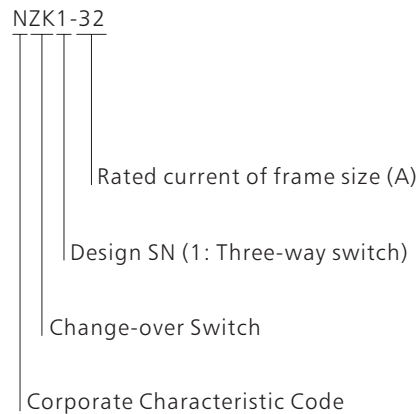 NZK1-32
Rated current of frame size (A)
Design SN (1: Three-way switch)
Change-over Switch
Corporate Characteristic Code